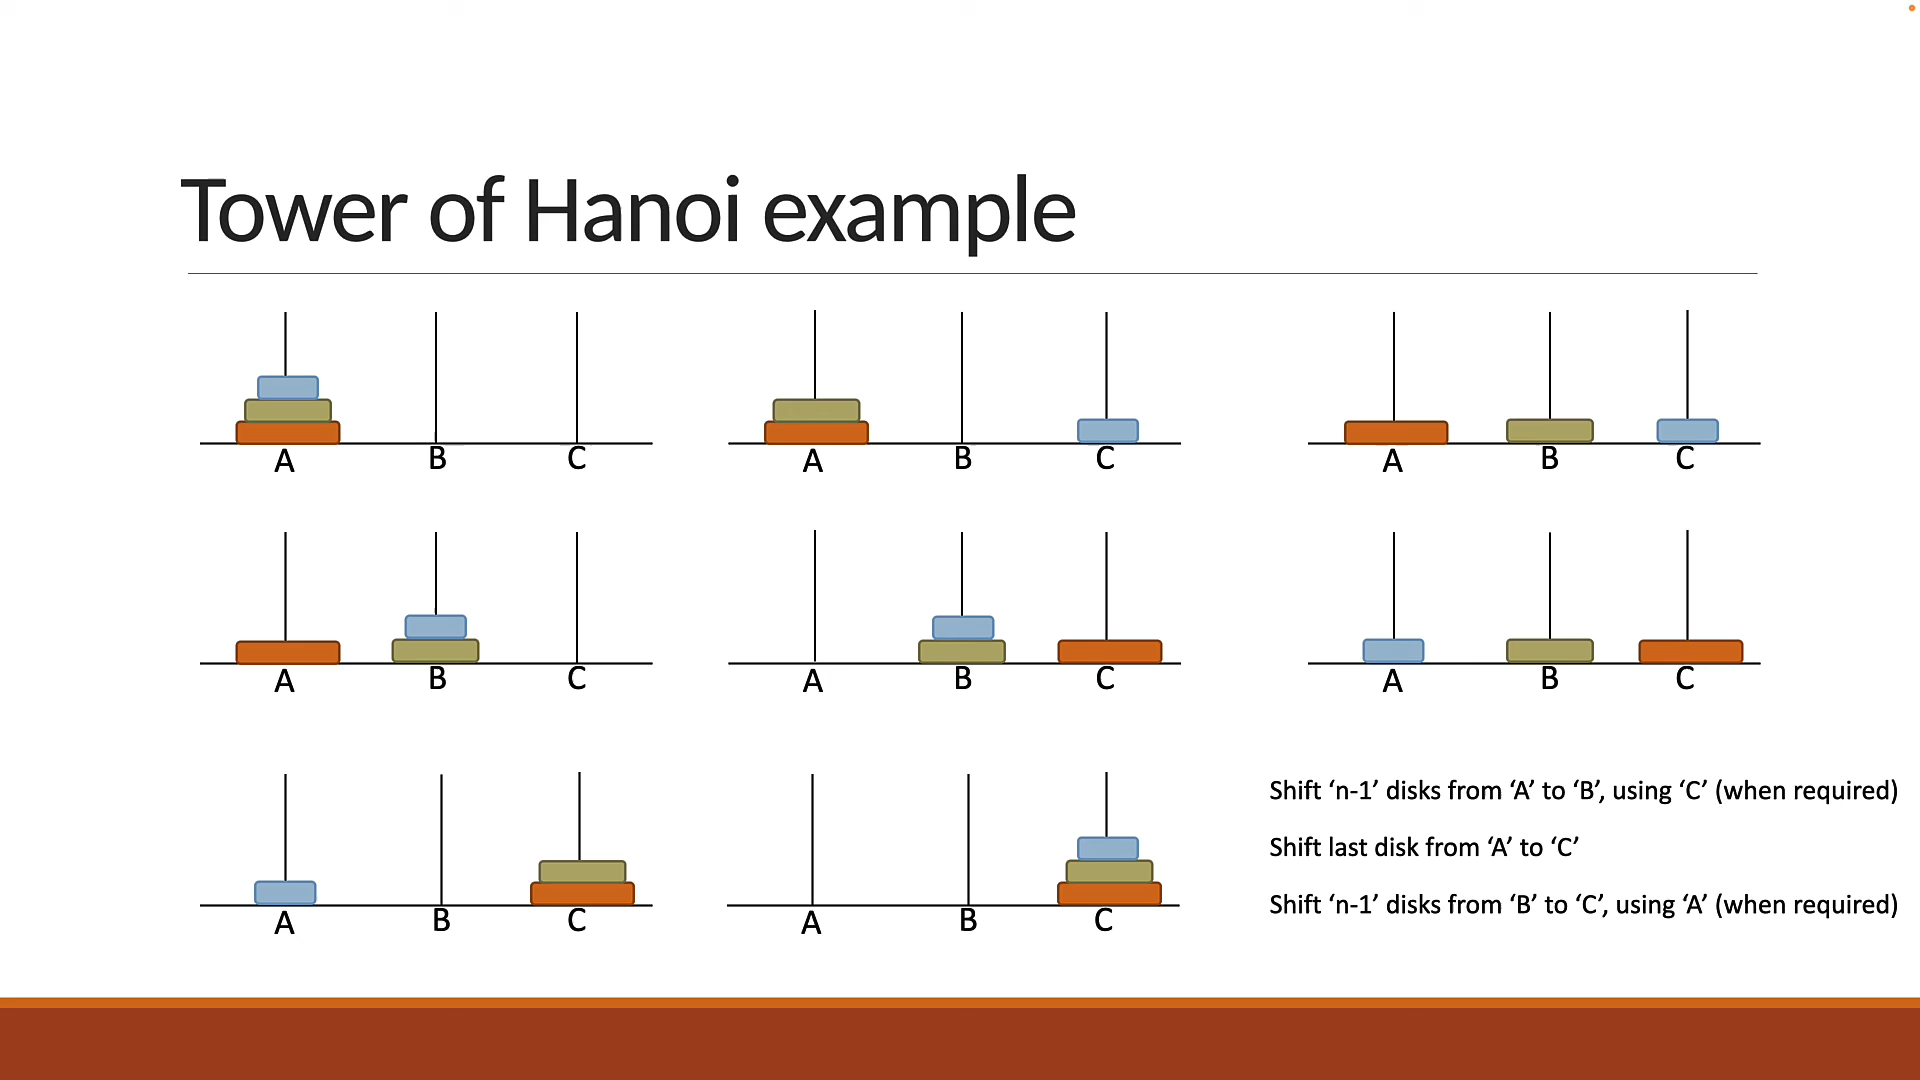 Tower of Hanoi example
A B C
A B C
A B C
A B C
A B C
A B C
A B C
A B C
Shift ‘n-1’ disks from ‘A’ to ‘B’, using ‘C’ (when required)
Shift last disk from ‘A’ to ‘C’
Shift ‘n-1’ disks from ‘B’ to ‘C’, using ‘A’ (when required)